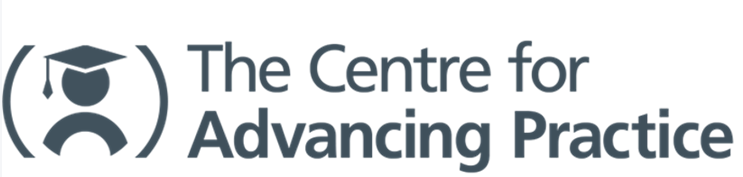 The Centre for
Advancing Practice